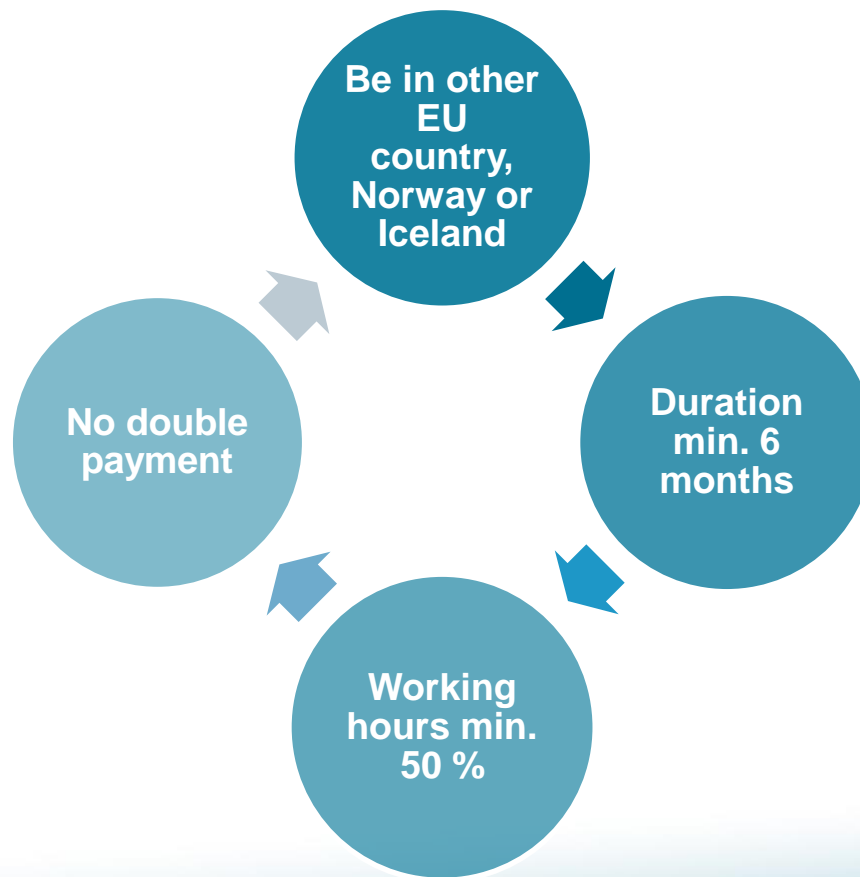 Be in other
EU
country,
Norway or
Iceland
Duration
min. 6
months
Working
hours min.
50 %
No double
payment